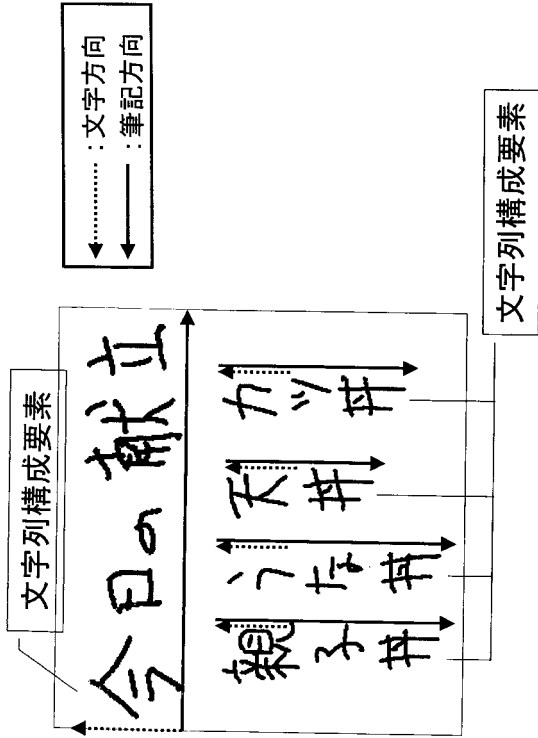 文字列構成要素
今日の献立
親子丼
うな丼
天丼
カツ丼
文字列構成要素
：文字方向
：筆記方向